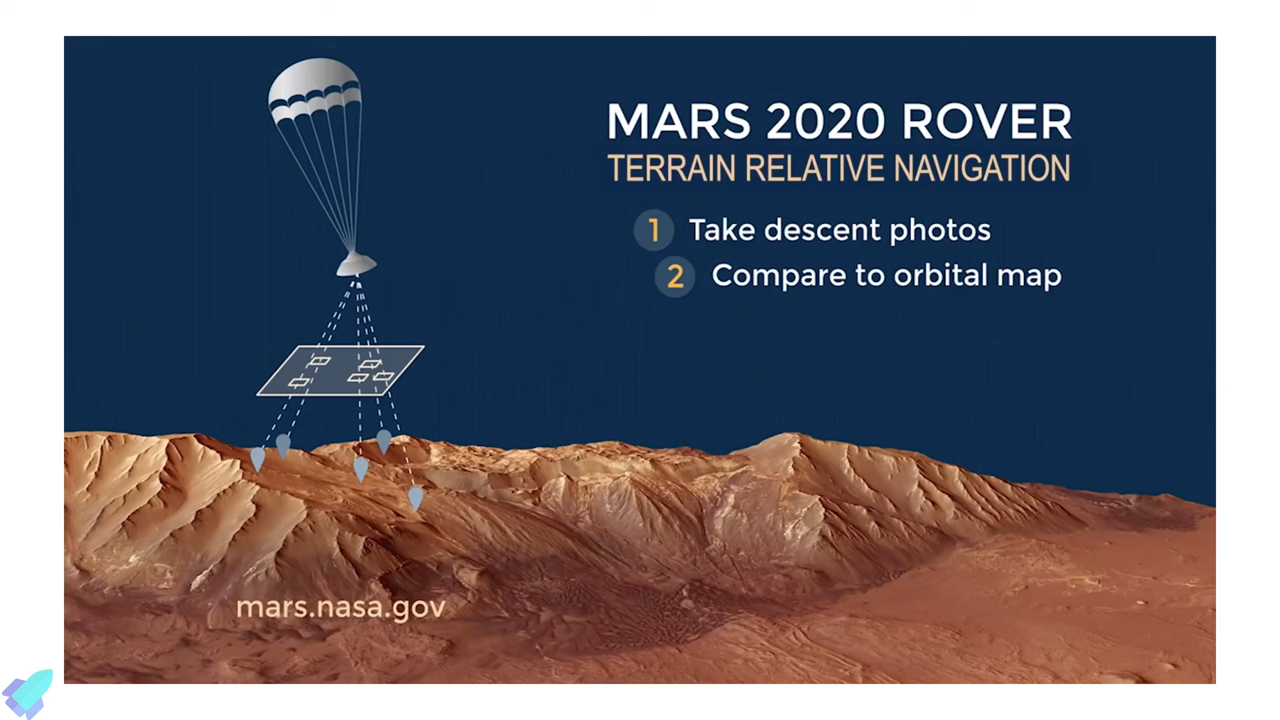 MARS 2020 ROVER
TERRAIN RELATIVE NAVIGATION
1 Take descent photos
2 Compare to orbital map
mars.nasa.gov